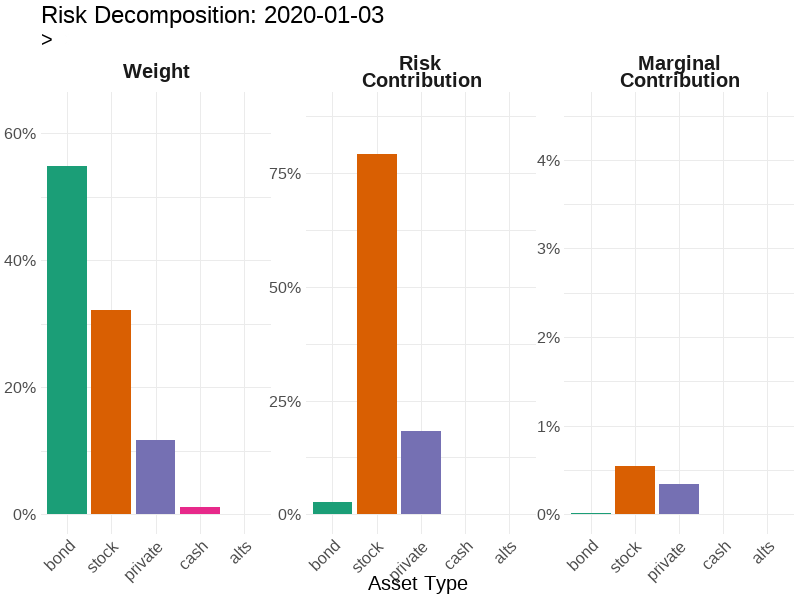 Risk Decomposition: 2020-01-03
>
Weight
60%
40%
20%
0%
bond
stock
private
cash
alts
Risk
Contribution
75%
50%
25%
0%
bond
stock
private
cash
alts
Marginal
Contribution
4%
3%
2%
1%
0%
bond
stock
private
cash
alts
Asset Type